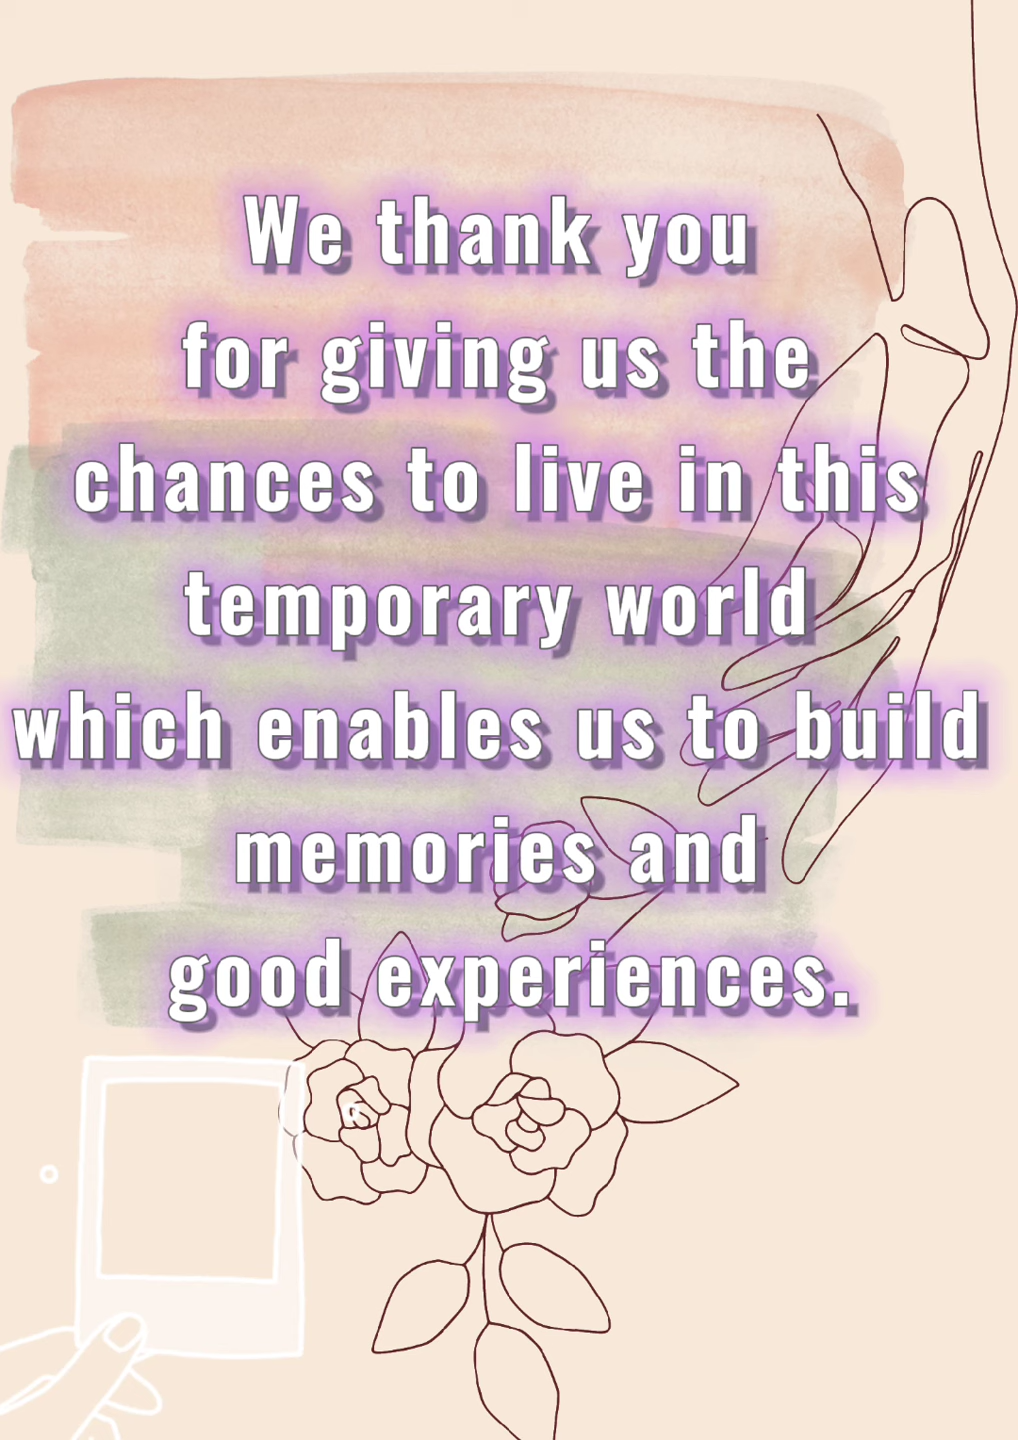 We thank you
for giving us the
chances to live in this
temporary world
which enables us to build
memories and
good experiences.